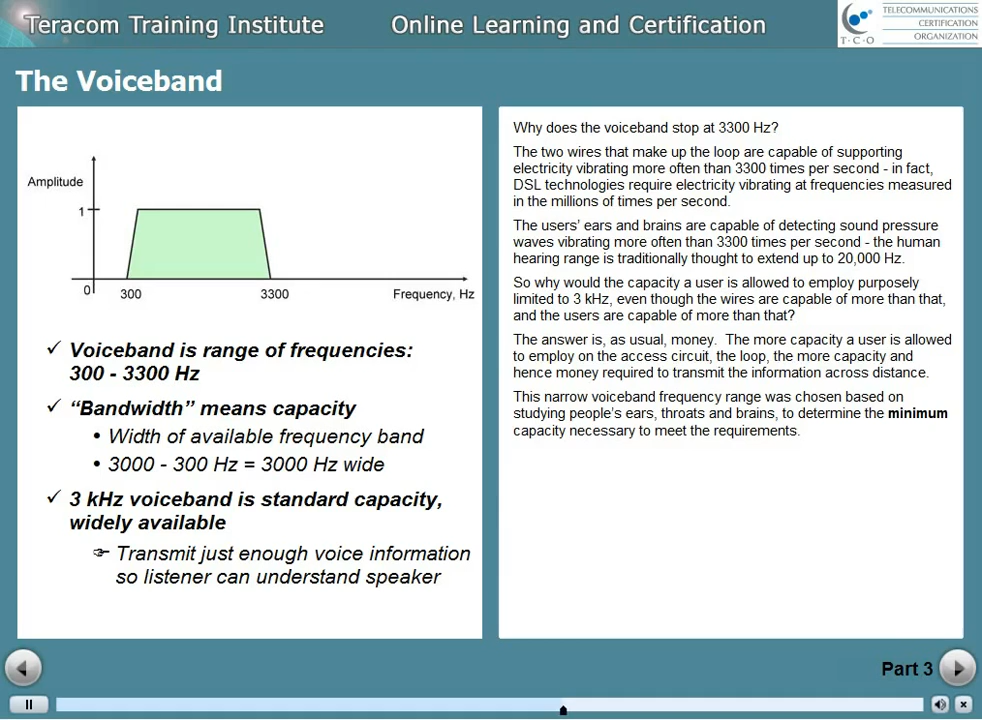 Teracom Training Institute
Online Learning and Certification
TELECOMMUNICATIONS
CERTIFICATION
ORGANIZATION
T·C·O
The Voiceband
Amplitude
1
0
300
3300
Frequency, Hz
✓ Voiceband is range of frequencies:
300 - 3300 Hz
✓ “Bandwidth” means capacity
• Width of available frequency band
• 3000 - 300 Hz = 3000 Hz wide
✓ 3 kHz voiceband is standard capacity,
widely available
☞ Transmit just enough voice information
so listener can understand speaker
Why does the voiceband stop at 3300 Hz?
The two wires that make up the loop are capable of supporting
electricity vibrating more often than 3300 times per second - in fact,
DSL technologies require electricity vibrating at frequencies measured
in the millions of times per second.
The users’ ears and brains are capable of detecting sound pressure
waves vibrating more often than 3300 times per second - the human
hearing range is traditionally thought to extend up to 20,000 Hz.
So why would the capacity a user is allowed to employ purposely
limited to 3 kHz, even though the wires are capable of more than that,
and the users are capable of more than that?
The answer is, as usual, money. The more capacity a user is allowed
to employ on the access circuit, the loop, the more capacity and
hence money required to transmit the information across distance.
This narrow voiceband frequency range was chosen based on
studying people’s ears, throats and brains, to determine the minimum
capacity necessary to meet the requirements.
Part 3